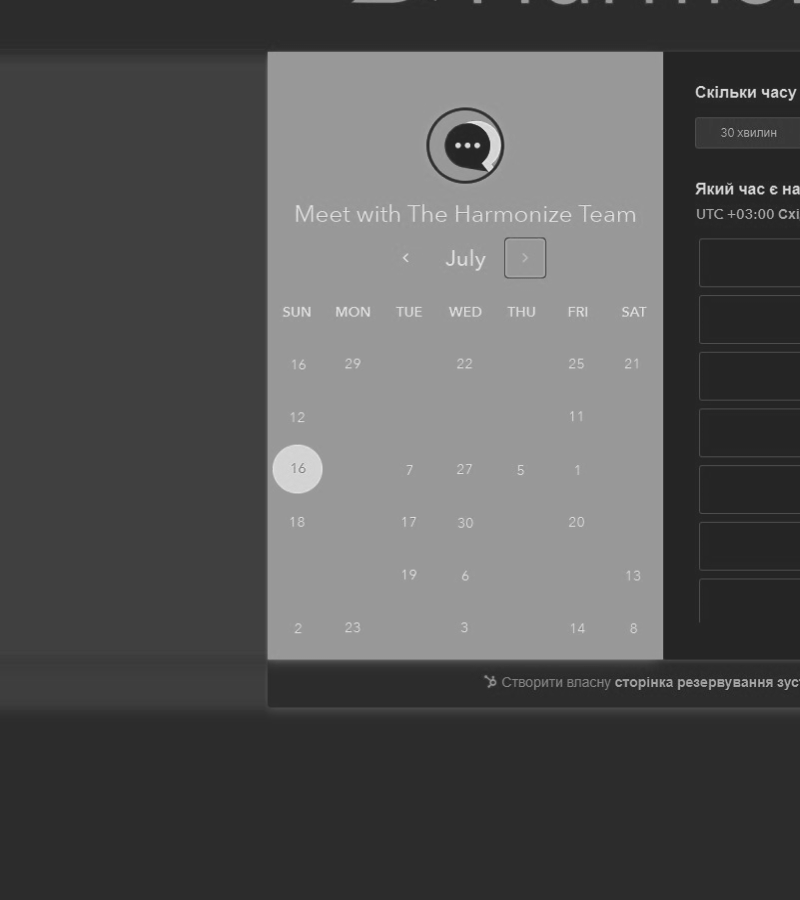 Meet with The Harmonize Team
July
SUN MON TUE WED THU FRI SAT
16 29 22 25 21
12 11
16 7 27 5 1
18 17 30 20
19 6 13
2 23 3 14 8
Скільки часу
30 хвилин
Який час є на
UTC +03:00 Схі
Створити власну сторінка резервування зуст